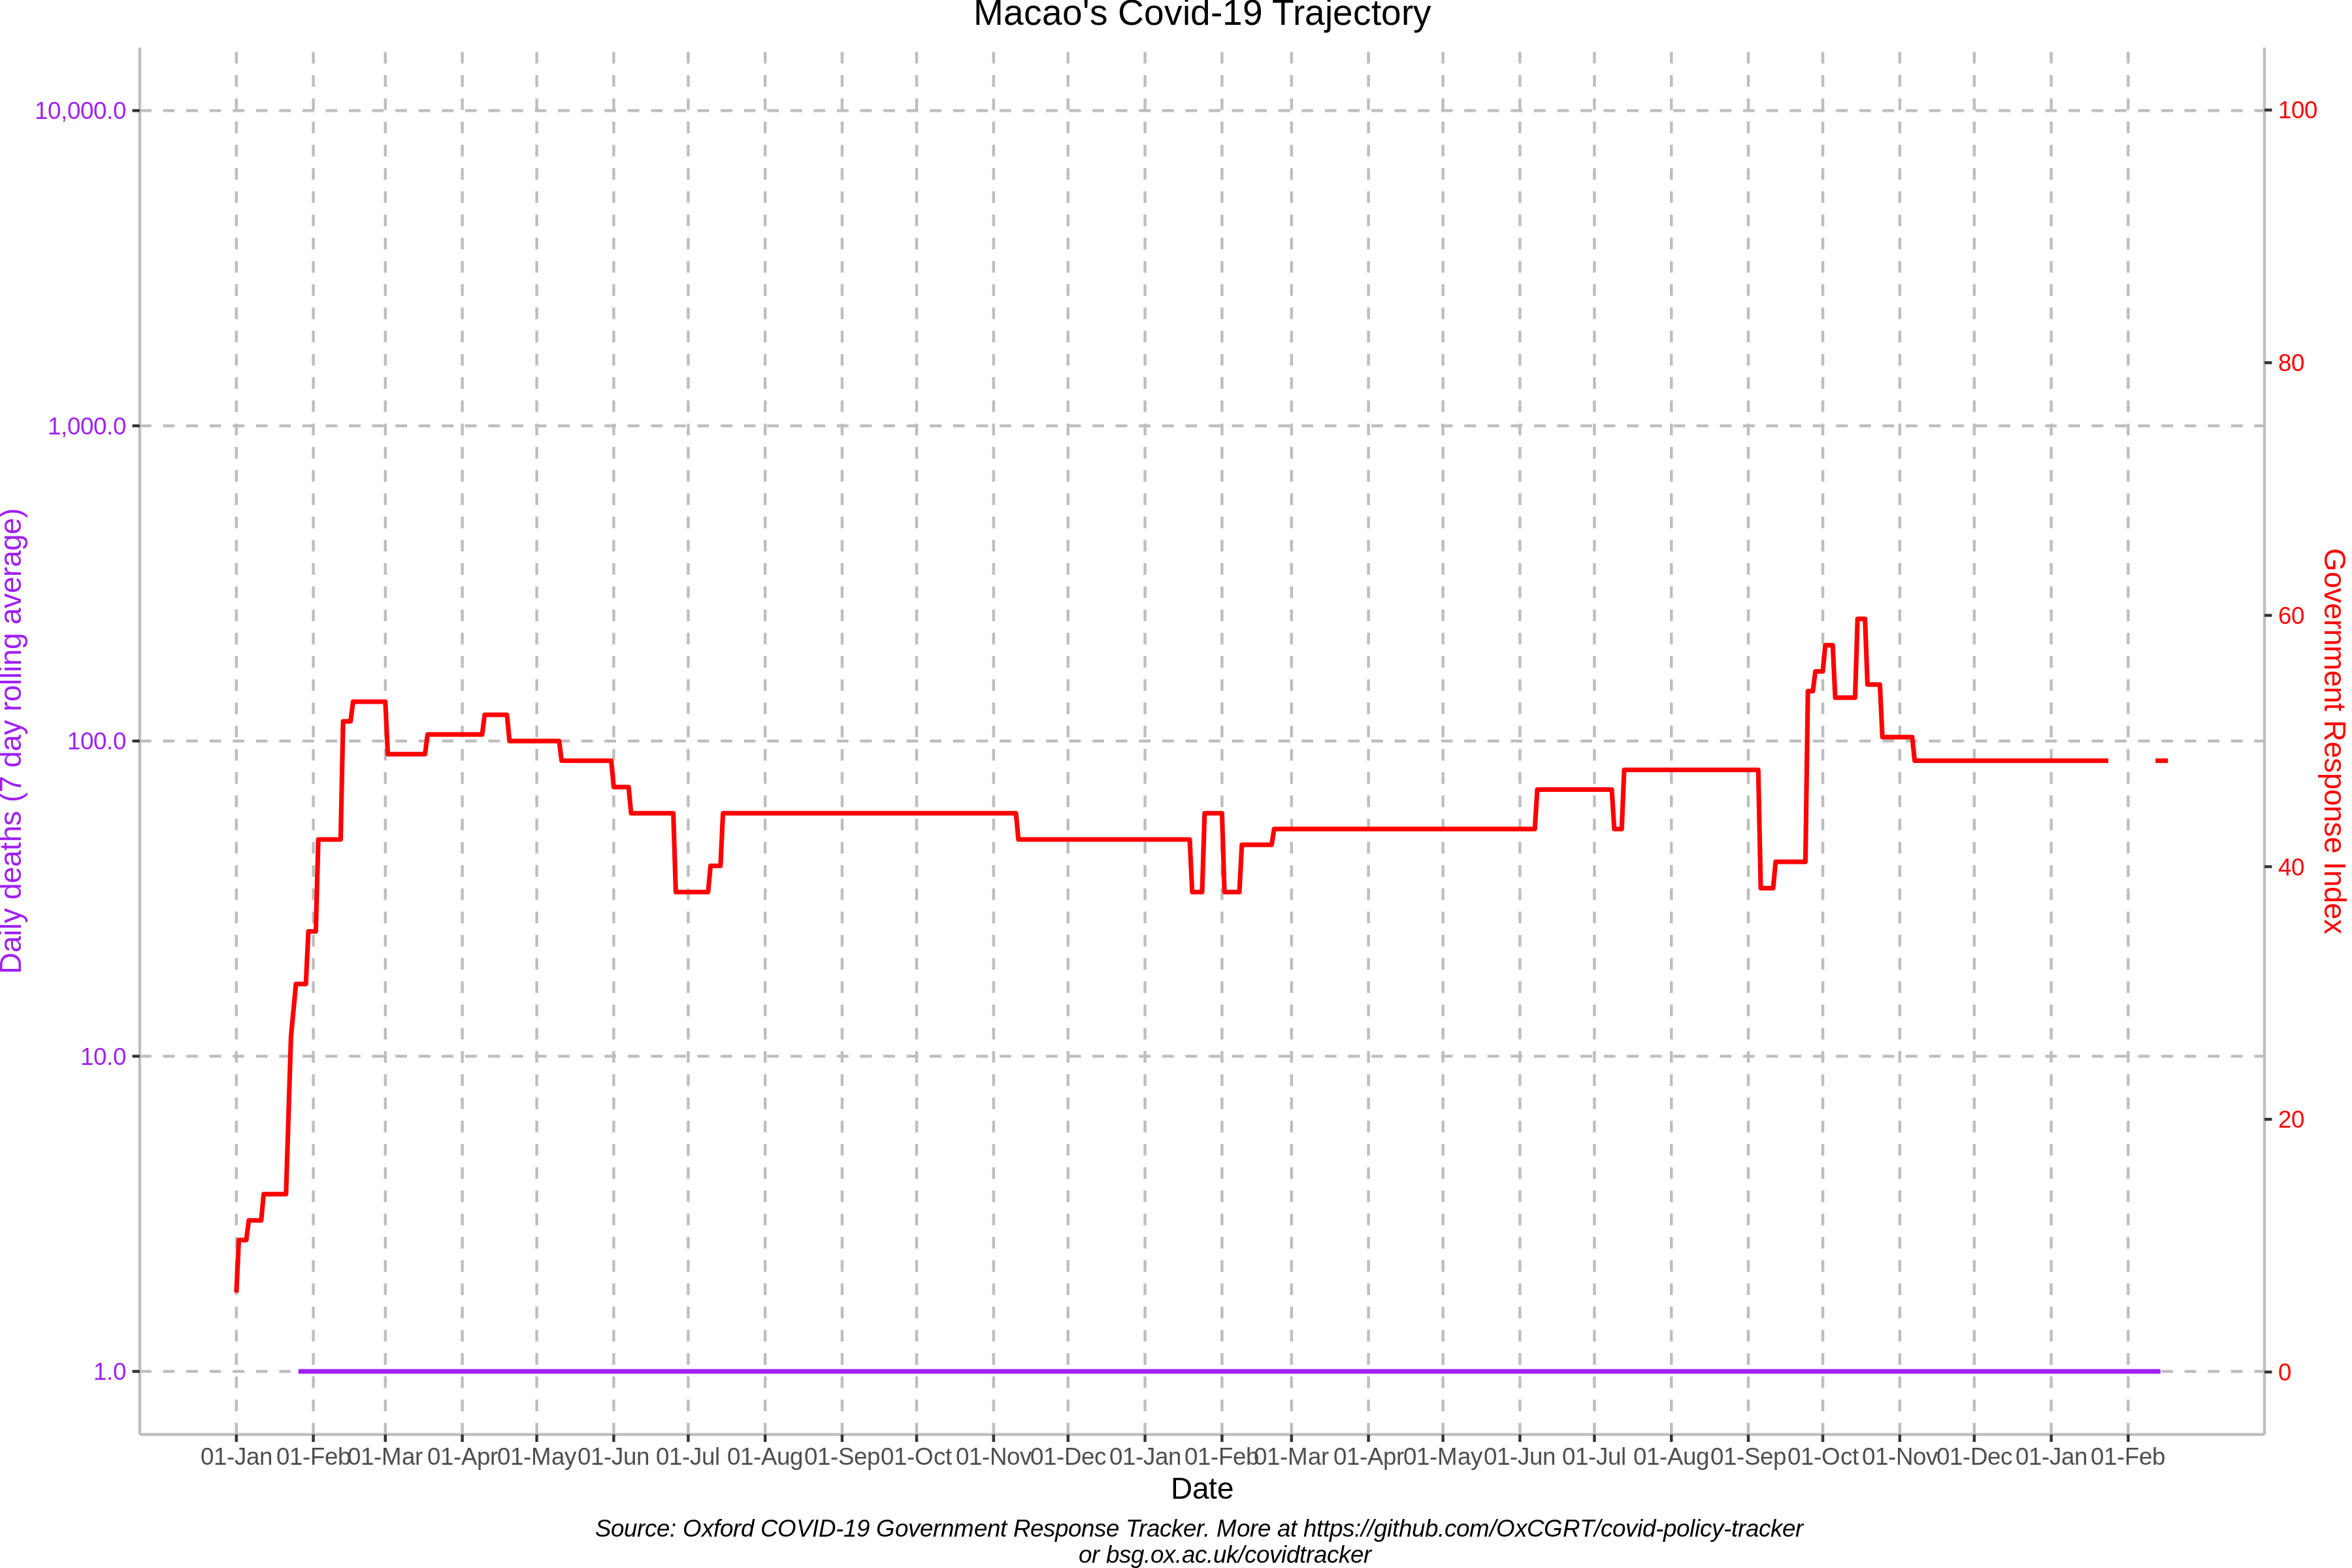 Macao's Covid-19 Trajectory
10,000.0
1,000.0
100.0
10.0
1.0
Daily deaths (7 day rolling average)
100
80
60
40
20
0
Government Response Index
01-Jan 01-Feb 01-Mar 01-Apr 01-May 01-Jun 01-Jul 01-Aug 01-Sep 01-Oct 01-Nov 01-Dec 01-Jan 01-Feb 01-Mar 01-Apr 01-May 01-Jun 01-Jul 01-Aug 01-Sep 01-Oct 01-Nov 01-Dec 01-Jan 01-Feb
Date
Source: Oxford COVID-19 Government Response Tracker. More at https://github.com/OxCGRT/covid-policy-tracker
or bsg.ox.ac.uk/covidtracker